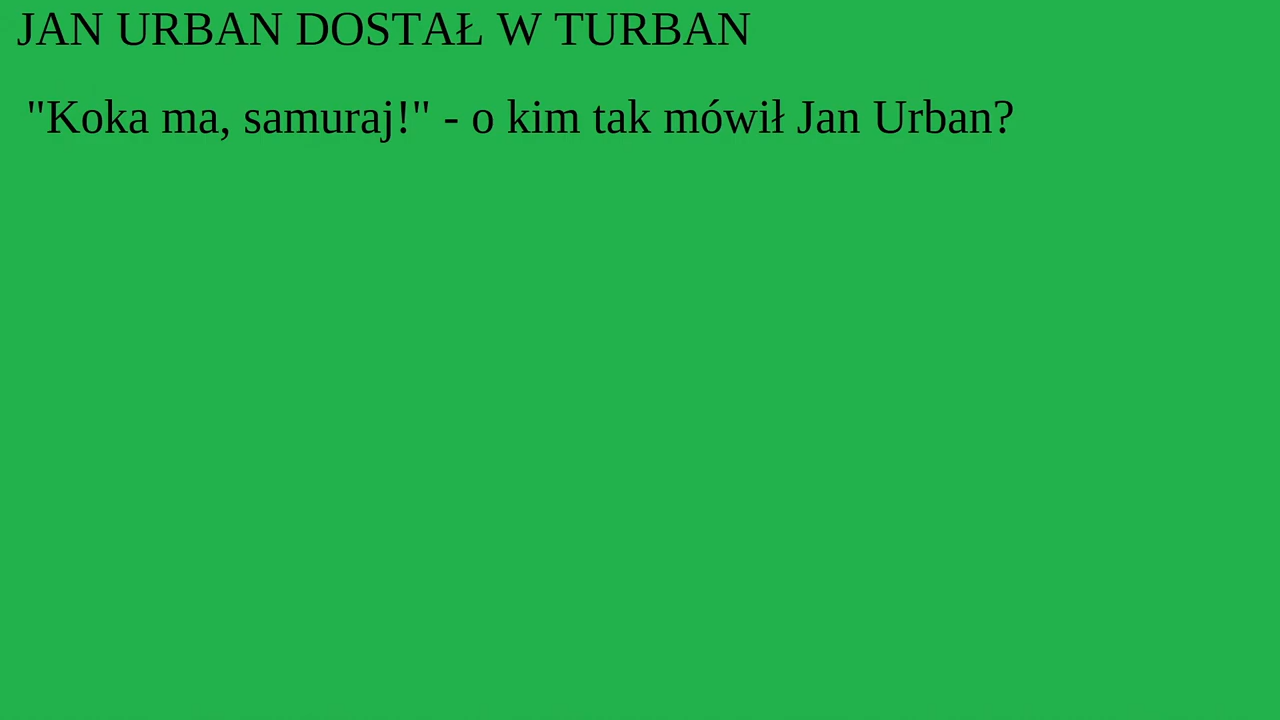 JAN URBAN DOSTAŁ W TURBAN
"Koka ma, samuraj!" - o kim tak mówił Jan Urban?